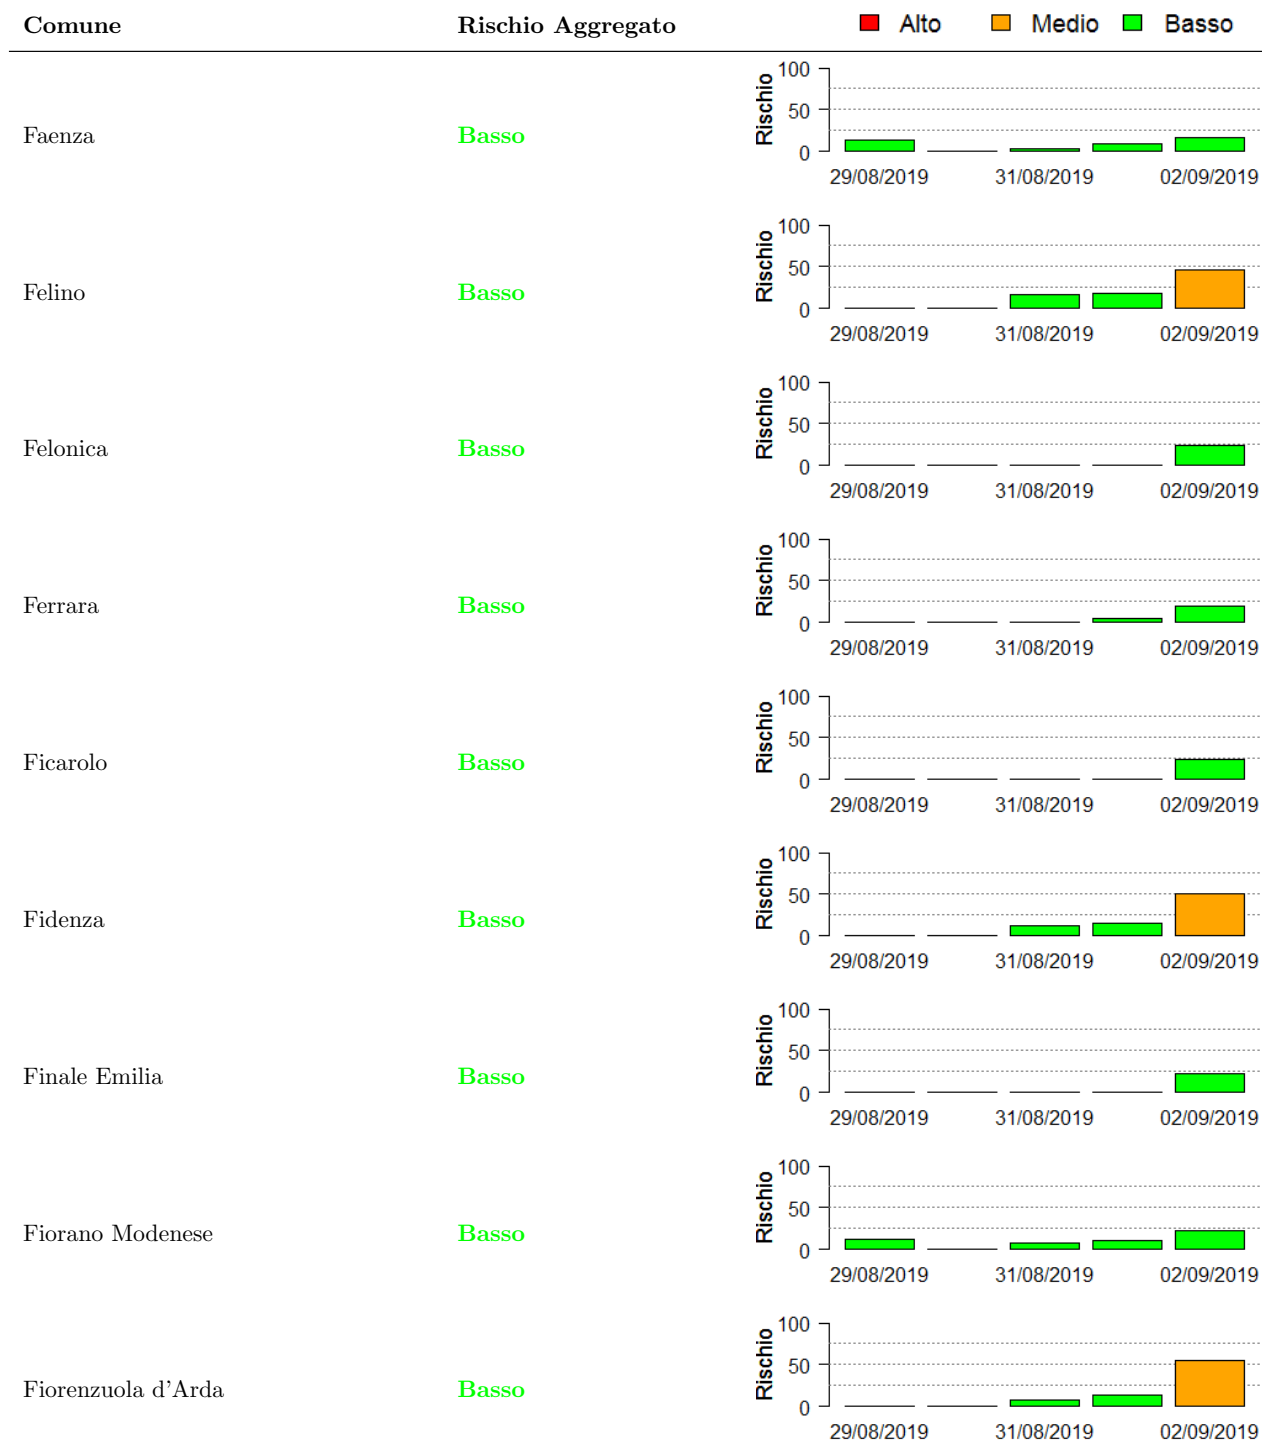 Comune Rischio Aggregato Alto Medio Basso
Faenza Basso
Rischio
100
50
0
29/08/2019 31/08/2019 02/09/2019
Felino Basso
Rischio
100
50
0
29/08/2019 31/08/2019 02/09/2019
Felonica Basso
Rischio
100
50
0
29/08/2019 31/08/2019 02/09/2019
Ferrara Basso
Rischio
100
50
0
29/08/2019 31/08/2019 02/09/2019
Ficarolo Basso
Rischio
100
50
0
29/08/2019 31/08/2019 02/09/2019
Fidenza Basso
Rischio
100
50
0
29/08/2019 31/08/2019 02/09/2019
Finale Emilia Basso
Rischio
100
50
0
29/08/2019 31/08/2019 02/09/2019
Fiorano Modenese Basso
Rischio
100
50
0
29/08/2019 31/08/2019 02/09/2019
Fiorenzuola d'Arda Basso
Rischio
100
50
0
29/08/2019 31/08/2019 02/09/2019